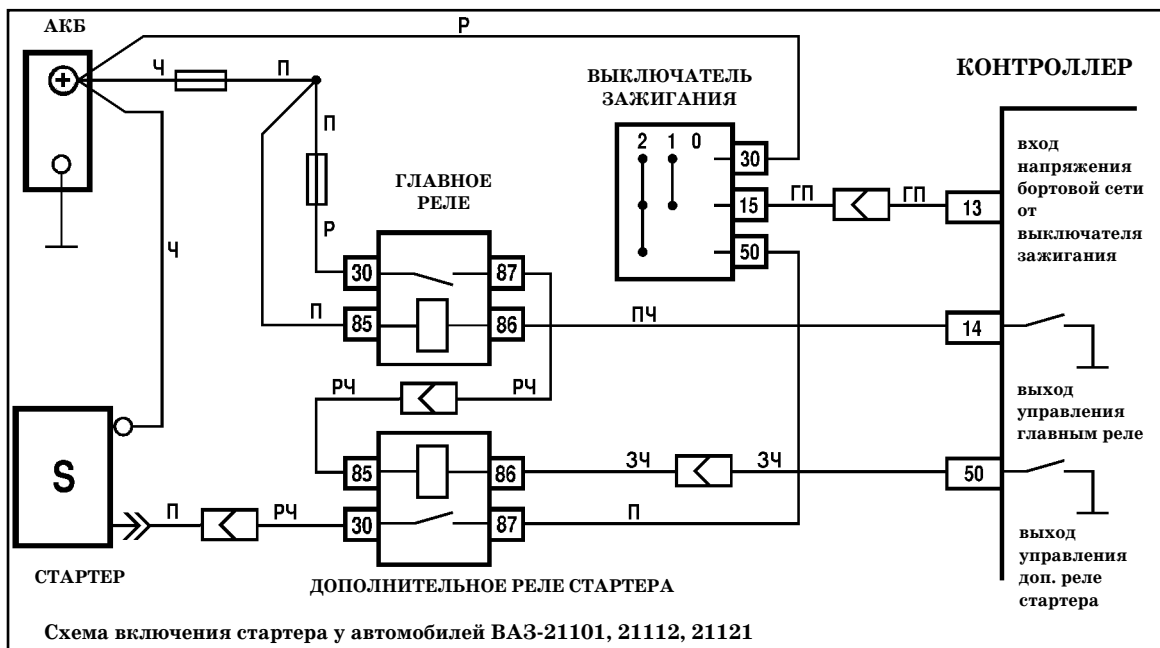 АКБ
Р
Ч
П
ВЫКЛЮЧАТЕЛЬ
ЗАЖИГАНИЯ
КОНТРОЛЛЕР
2 1 0
П
30
вход
напряжения
бортовой сети
от
выключателя
зажигания
ГЛАВНОЕ
РЕЛЕ
15
ГП
ГП
13
Р
Ч
50
30
87
П
85
86
ПЧ
14
РЧ
РЧ
выход
управления
главным реле
S
85
86
ЗЧ
ЗЧ
50
П
РЧ
30
87
П
выход
управления
доп. реле
стартера
СТАРТЕР
ДОПОЛНИТЕЛЬНОЕ РЕЛЕ СТАРТЕРА
Схема включения стартера у автомобилей ВАЗ-21101, 21112, 21121